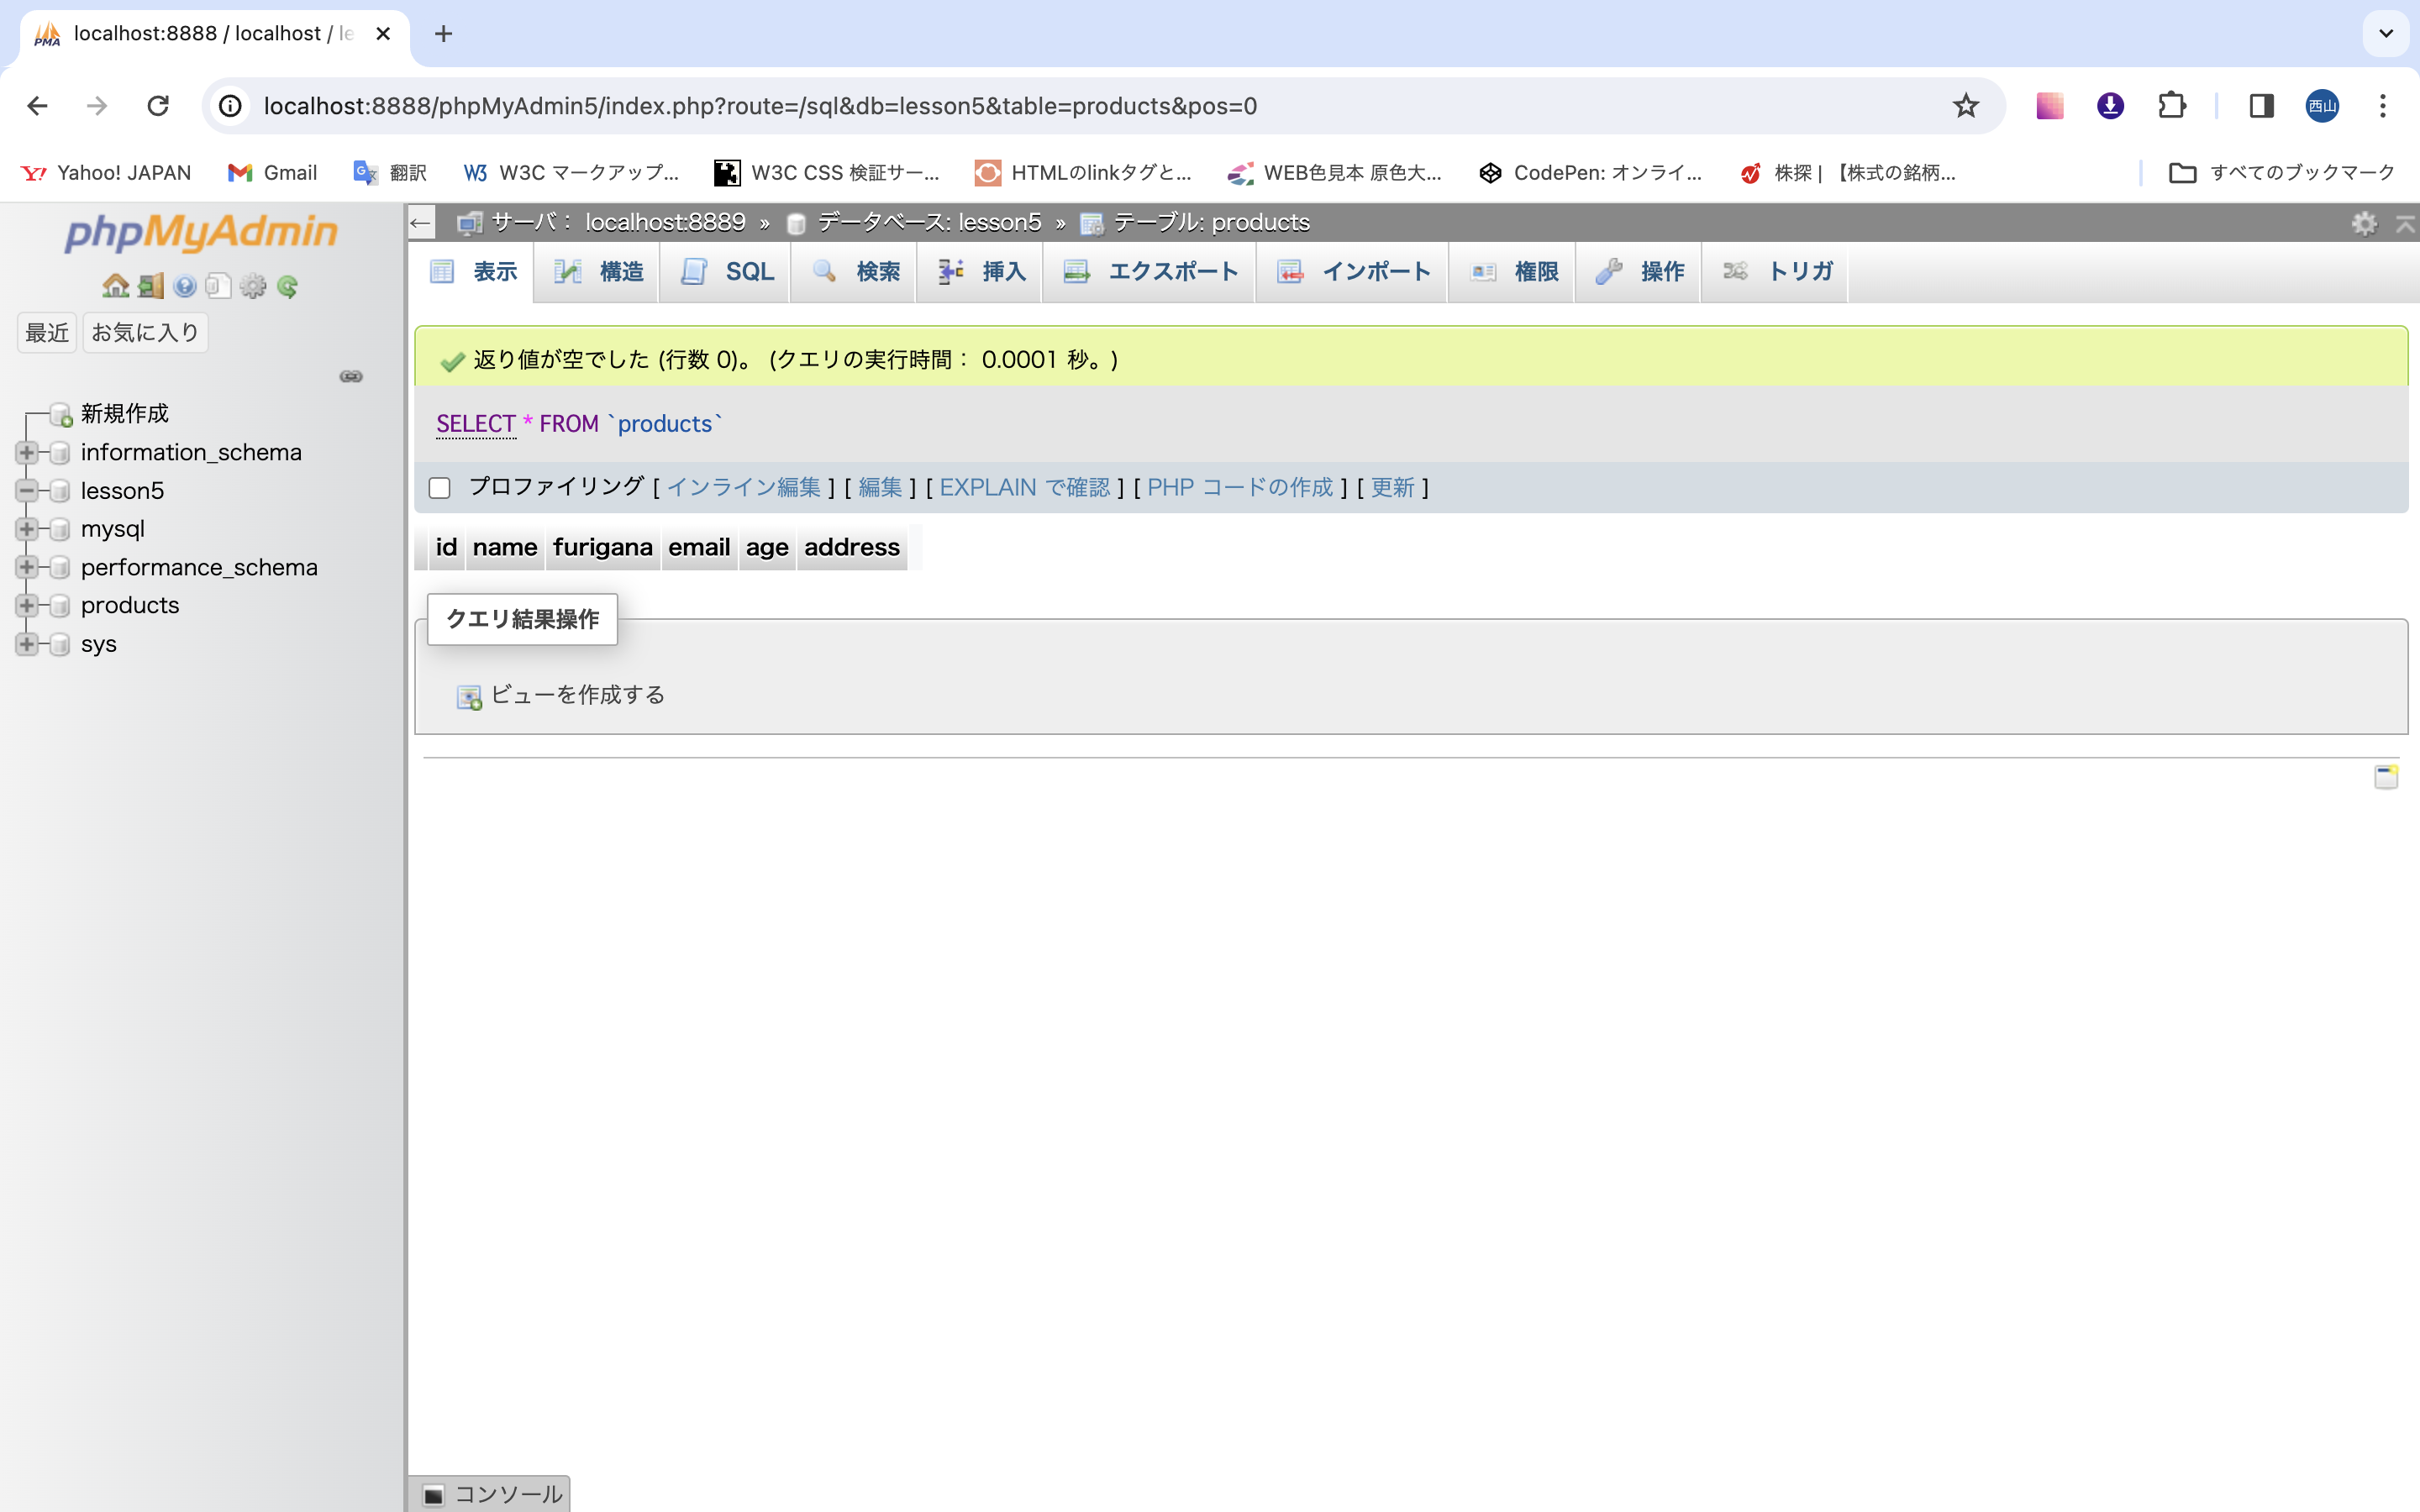 localhost:8888 / localhost / le
localhost:8888/phpMyAdmin5/index.php?route=/sql&db=lesson5&table=products&pos=0
西山
Yahoo! JAPAN
Gmail
翻訳
W3C マークアップ...
W3C CSS 検証サー...
HTMLのlinkタグと...
WEB色見本 原色大...
CodePen: オンライ...
株探 | 【株式の銘柄...
すべてのブックマーク
phpMyAdmin
最近 お気に入り
新規作成
information_schema
lesson5
mysql
performance_schema
products
sys
サーバ： localhost:8889 » データベース: lesson5 » テーブル: products
表示 構造 SQL 検索 挿入 エクスポート インポート 権限 操作 トリガ
返り値が空でした (行数 0)。 (クエリの実行時間： 0.0001 秒。)
SELECT * FROM `products`
プロファイリング [ インライン編集 ] [ 編集 ] [ EXPLAIN で確認 ] [ PHP コードの作成 ] [ 更新 ]
id name furigana email age address
クエリ結果操作
ビューを作成する
コンソール